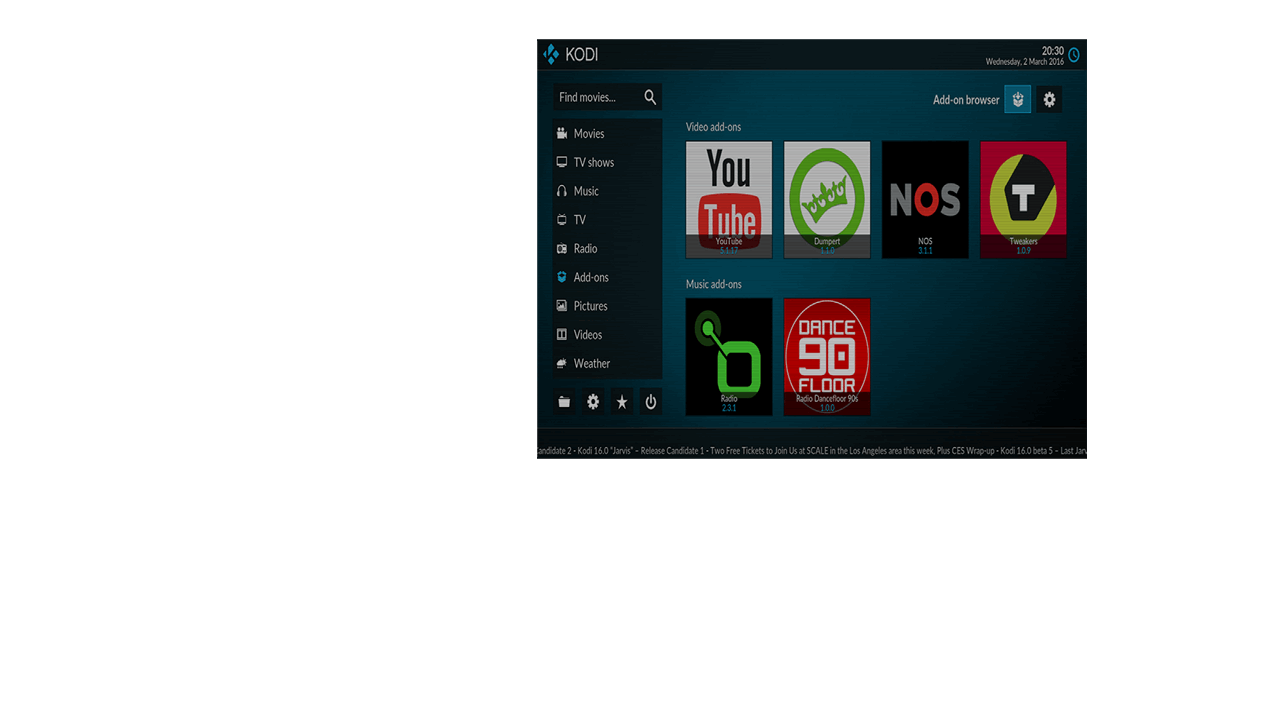 KODI
20:30
Wednesday, 2 March 2016
Find movies...
Add-on browser
Movies
TV shows
Music
TV
Radio
Add-ons
Pictures
Videos
Weather
Video add-ons
You
Tube
YouTube
5.1.17
Dumpert
1.1.0
NOS
NOS
3.1.1
T
Tweakers
1.0.9
Music add-ons
Radio
2.3.1
DANCE
90
FLOOR
Radio Dancefloor 90s
1.0.0
andidate 2 - Kodi 16.0 "Jarvis" – Release Candidate 1 - Two Free Tickets to Join Us at SCALE in the Los Angeles area this week, Plus CES Wrap-up - Kodi 16.0 beta 5 – Last Jarv